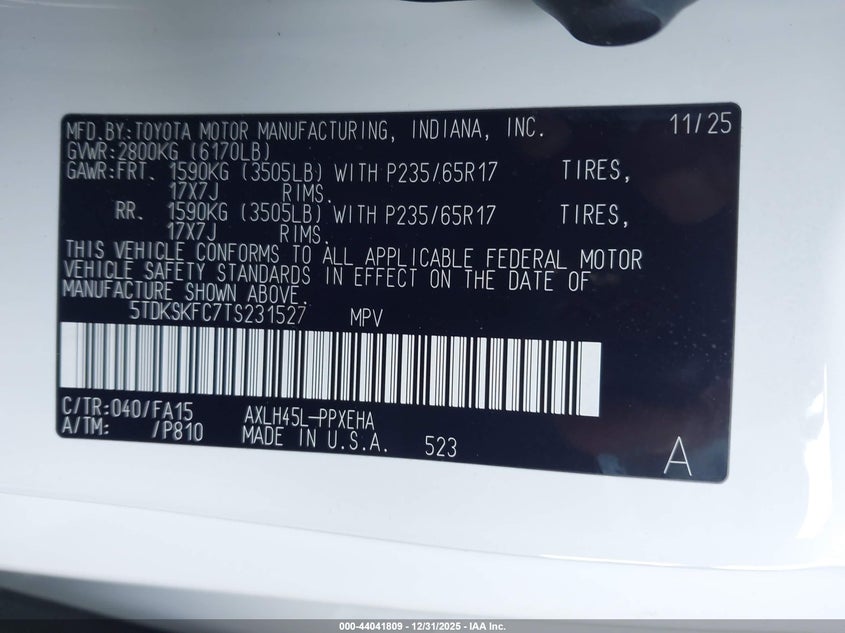 MFD.BY:TOYOTA MOTOR MANUFACTURING, INDIANA, INC. 11/25
GVWR:2800KG (6170LB)
GAWR:FRT. 1590KG (3505LB) WITH P235/65R17 TIRES,
17X7J RIMS.
RR. 1590KG (3505LB) WITH P235/65R17 TIRES,
17X7J RIMS.
THIS VEHICLE CONFORMS TO ALL APPLICABLE FEDERAL MOTOR
VEHICLE SAFETY STANDARDS IN EFFECT ON THE DATE OF
MANUFACTURE SHOWN ABOVE.
5TDKSKFC7TS231527 MPV
C/TR:040/FA15 AXLH45L-PPXEHA
A/TM: /P810 MADE IN U.S.A. 523
A
000-44041809 - 12/31/2025 - IAA Inc.